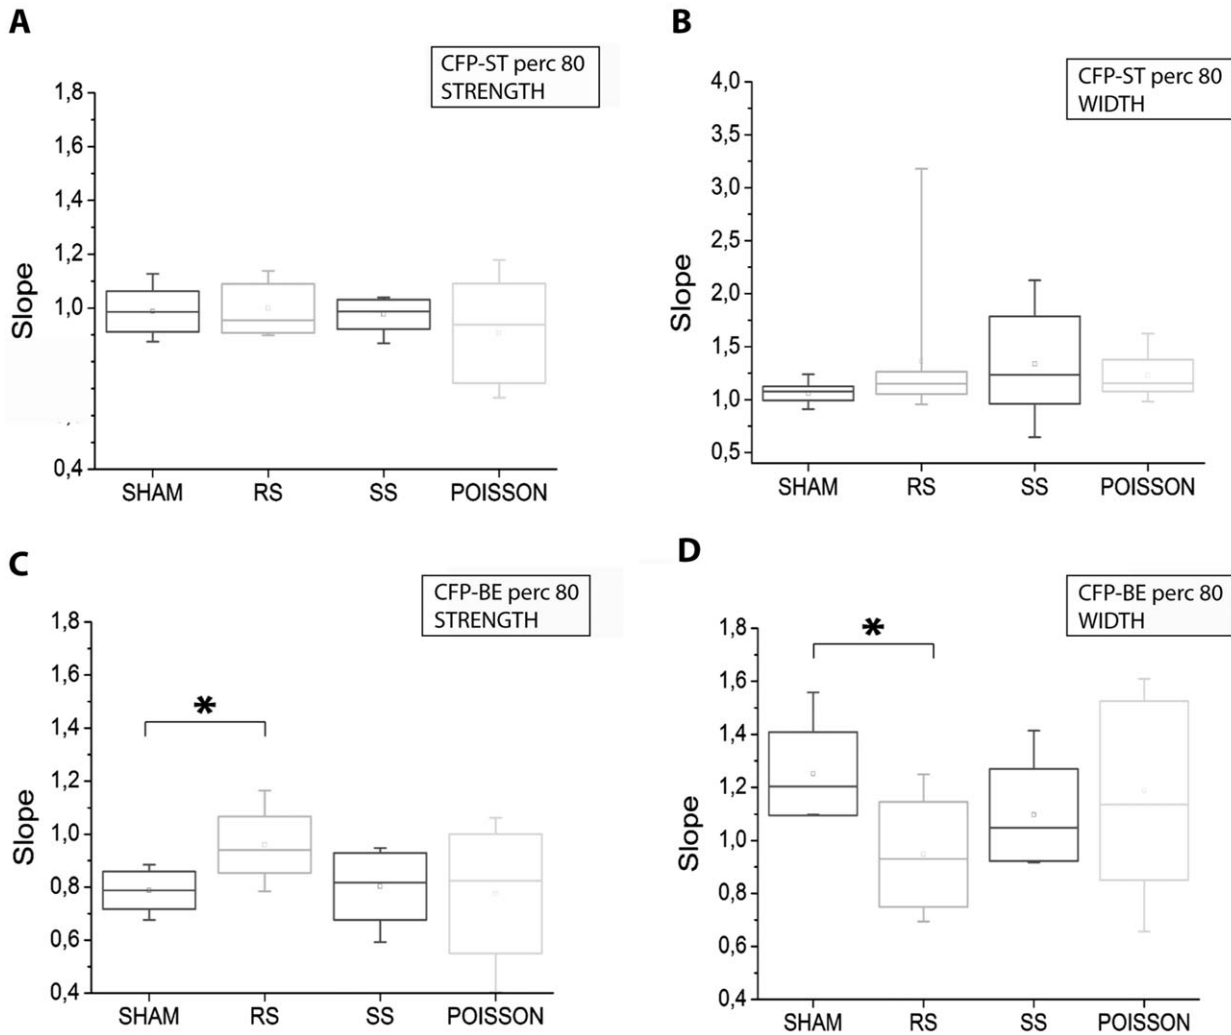 A
CFP-ST perc 80
STRENGTH
1,8
1,6
1,4
1,2
1,0
0,4
Slope
SHAM RS SS POISSON
B
CFP-ST perc 80
WIDTH
4,0
3,5
3,0
2,5
2,0
1,5
1,0
0,5
Slope
SHAM RS SS POISSON
C
CFP-BE perc 80
STRENGTH
1,8
1,6
1,4
1,2
1,0
0,8
0,6
0,4
Slope
*
SHAM RS SS POISSON
D
CFP-BE perc 80
WIDTH
1,8
1,6
1,4
1,2
1,0
0,8
0,6
0,4
Slope
*
SHAM RS SS POISSON